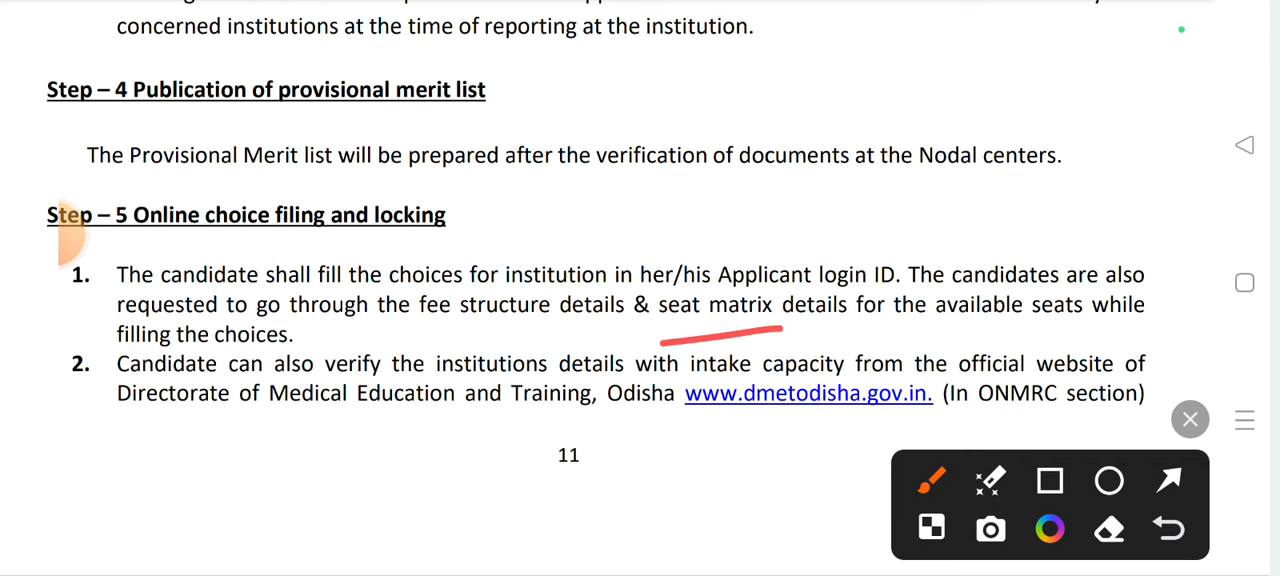 concerned institutions at the time of reporting at the institution.
Step – 4 Publication of provisional merit list
The Provisional Merit list will be prepared after the verification of documents at the Nodal centers.
Step – 5 Online choice filing and locking
1. The candidate shall fill the choices for institution in her/his Applicant login ID. The candidates are also
requested to go through the fee structure details & seat matrix details for the available seats while
filling the choices.
2. Candidate can also verify the institutions details with intake capacity from the official website of
Directorate of Medical Education and Training, Odisha www.dmetodisha.gov.in. (In ONMRC section)
11